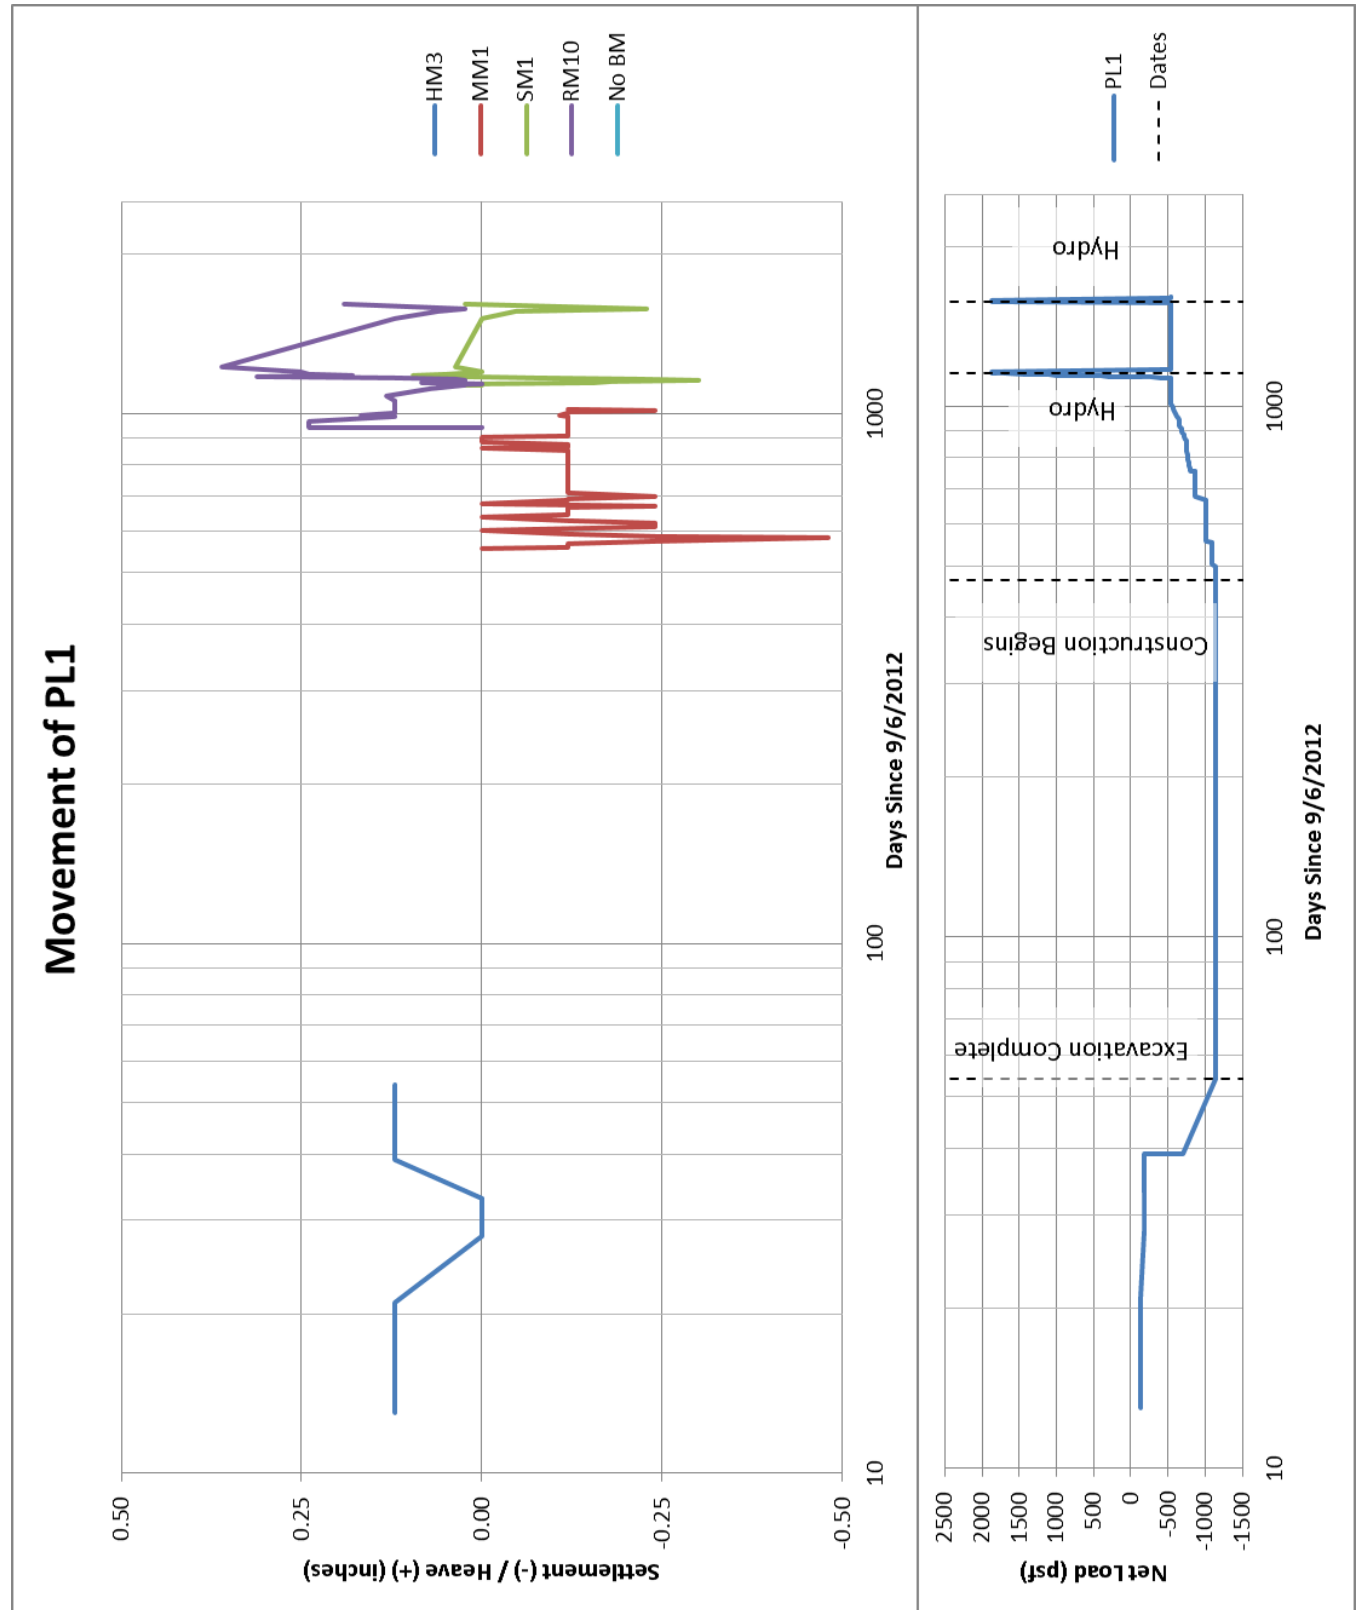 Movement of PL1
Settlement (-) / Heave (+) (inches)
0.50
0.25
0.00
-0.25
-0.50
10
100
1000
Days Since 9/6/2012
HM3
MM1
SM1
RM10
No BM
Net Load (psf)
2500
2000
1500
1000
500
0
-500
-1000
-1500
Excavation Complete
Construction Begins
Hydro
Hydro
10
100
1000
Days Since 9/6/2012
PL1
Dates